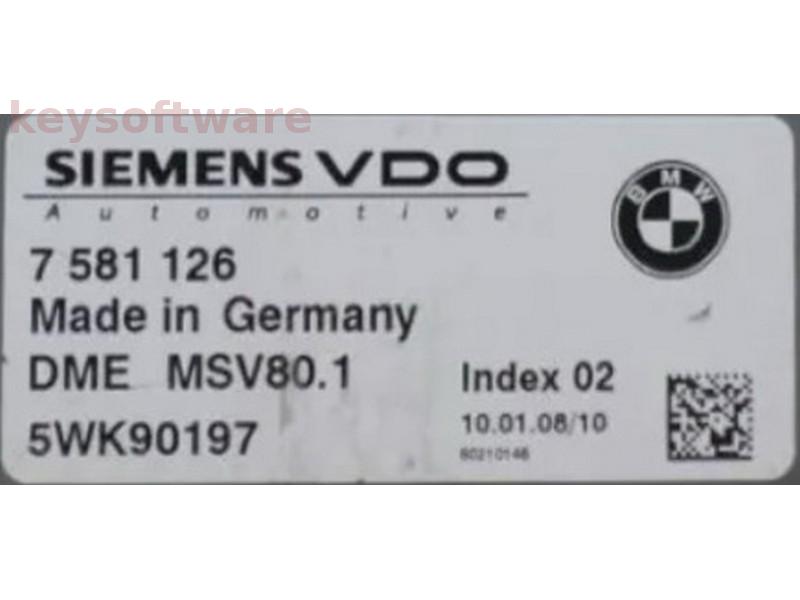 keysoftware
SIEMENS VDO
Automotive
BMW
7 581 126
Made in Germany
DME MSV80.1
Index 02
5WK90197
10.01.08/10
60210146